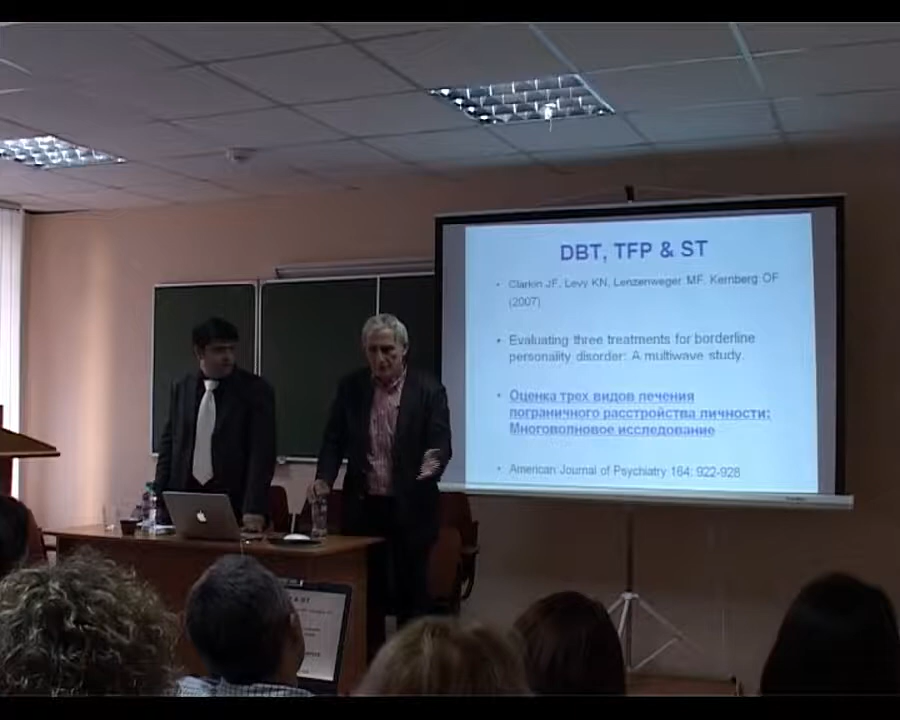 DBT, TFP & ST
• Clarkin JF, Levy KN, Lenzenweger MF, Kernberg OF
(2007)
• Evaluating three treatments for borderline
personality disorder: A multiwave study.
• Оценка трех видов лечения
пограничного расстройства личности:
Многоволновое исследование
• American Journal of Psychiatry 164: 922-928